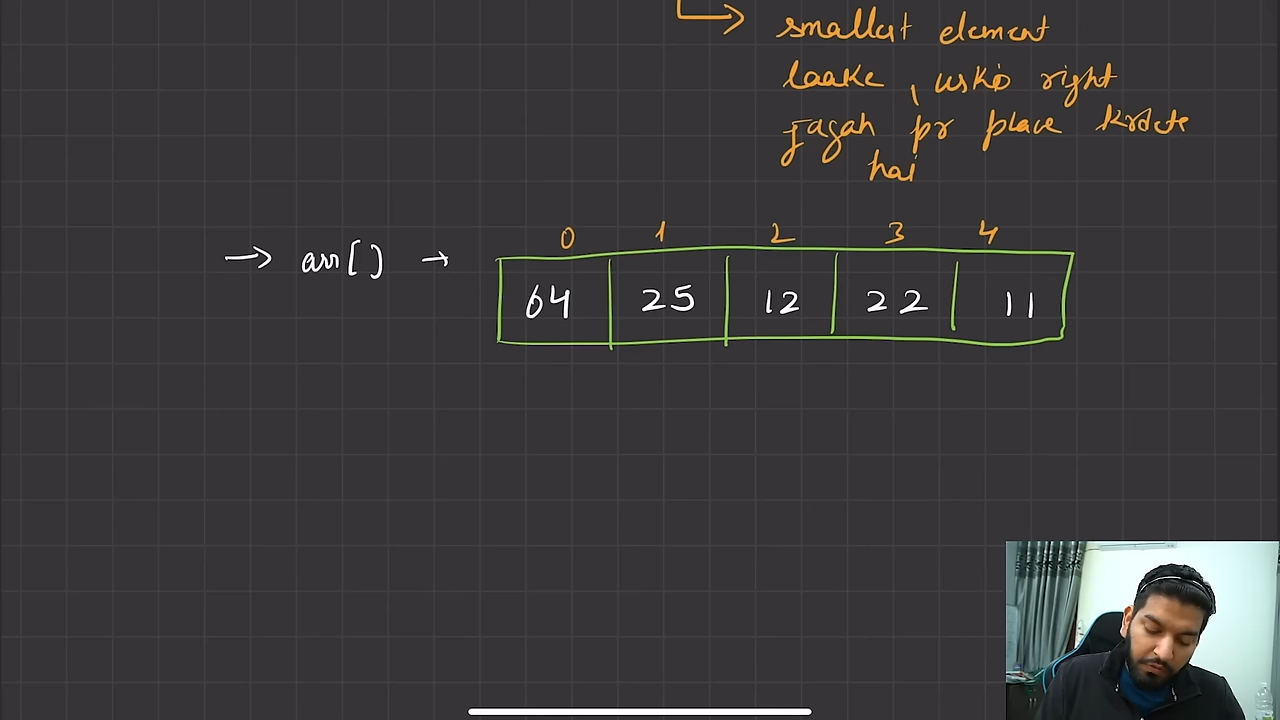 smallest element
laake, usko right
jagah pr place krdete
hai
0 1 2 3 4
→ arr[] → 64 25 12 22 11